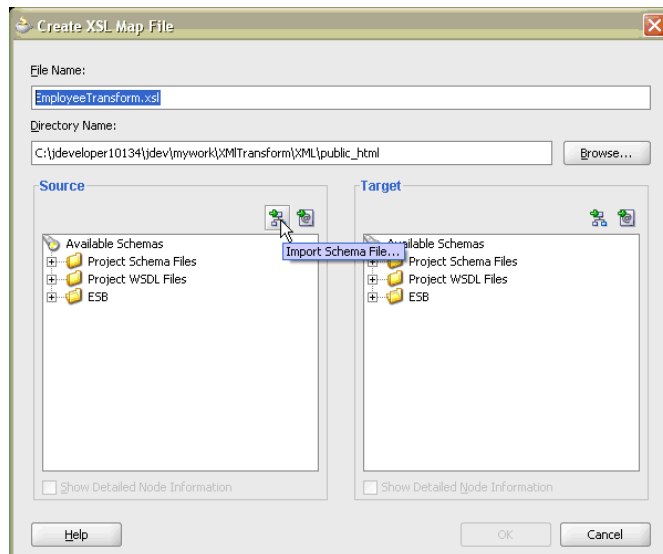 Create XSL Map File
File Name:
EmployeeTransform.xsl
Directory Name:
C:\jdeveloper10134\jdev\mywork\XMlTransform\XML\public_html
Browse...
Source
Target
Import Schema File...
Available Schemas
Project Schema Files
Project WSDL Files
ESB
Available Schemas
Project Schema Files
Project WSDL Files
ESB
Show Detailed Node Information
Show Detailed Node Information
Help
OK
Cancel